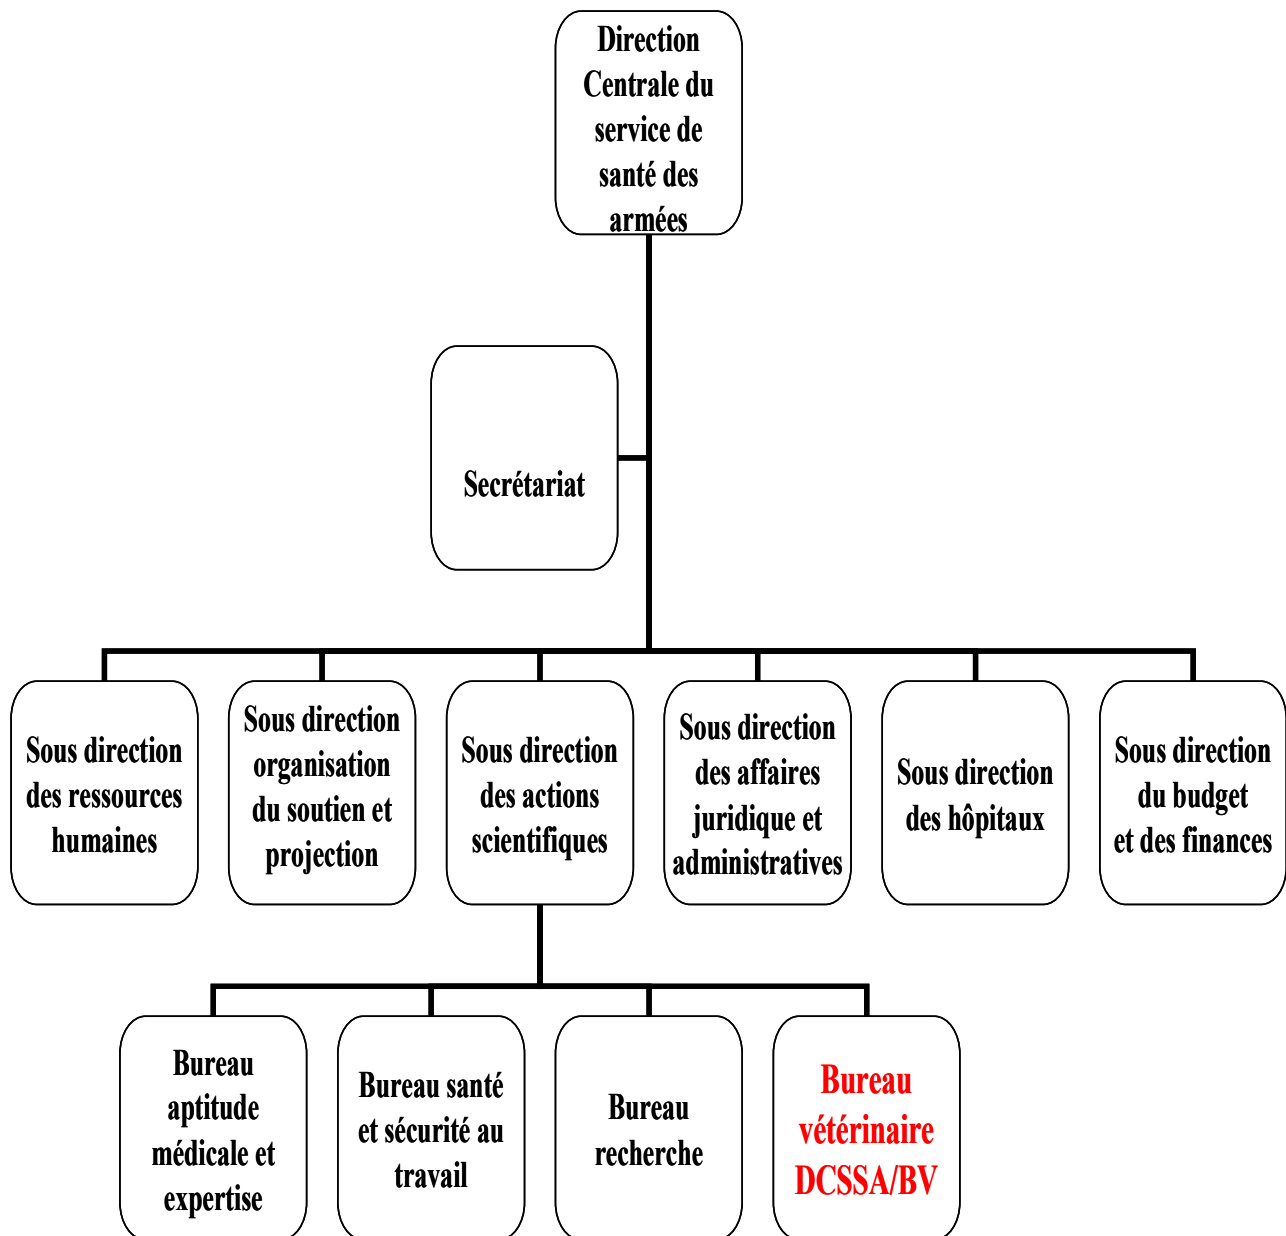 Direction
Centrale du
service de
santé des
armées
Secrétariat
Sous direction
des ressources
humaines
Sous direction
organisation
du soutien et
projection
Sous direction
des actions
scientifiques
Sous direction
des affaires
juridique et
administratives
Sous direction
des hôpitaux
Sous direction
du budget
et des finances
Bureau
aptitude
médicale et
expertise
Bureau santé
et sécurité au
travail
Bureau
recherche
Bureau
vétérinaire
DCSSA/BV